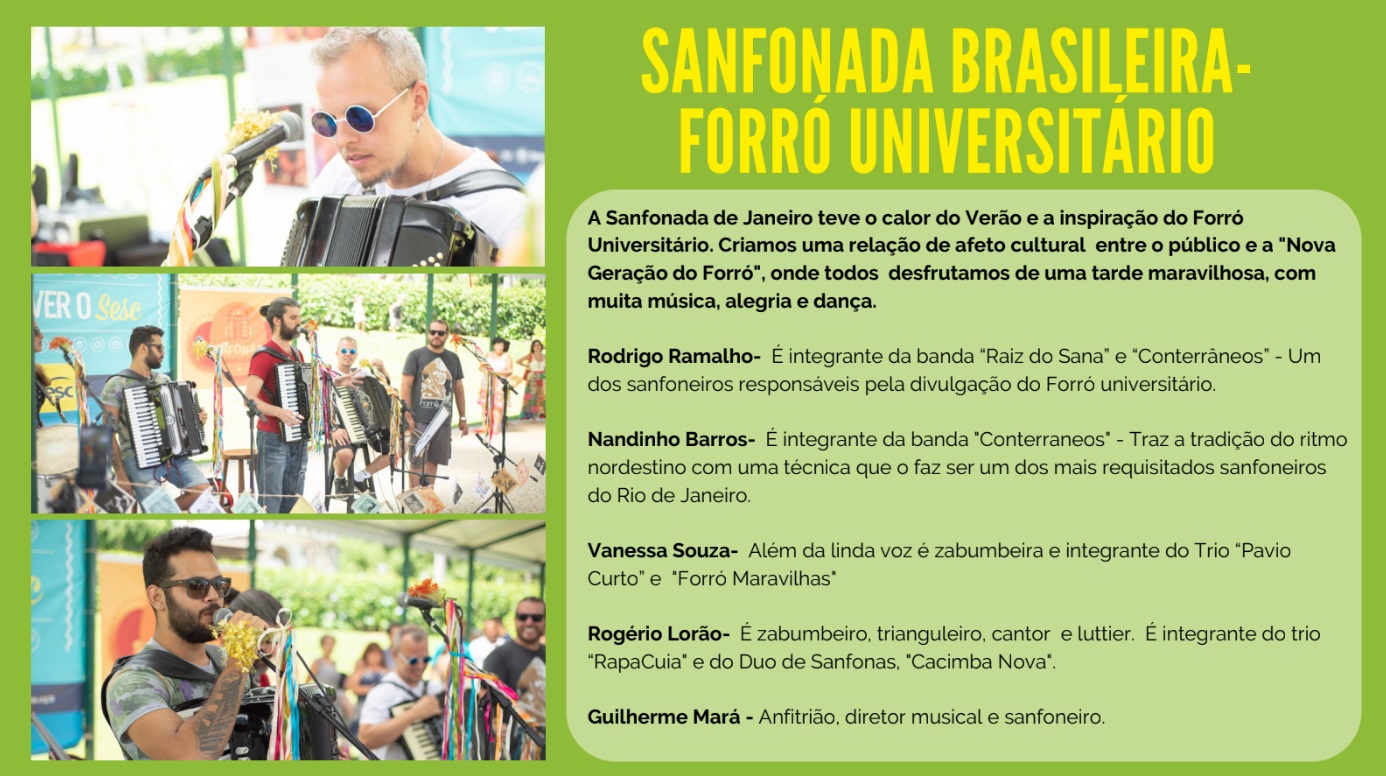 SANFONADA BRASILEIRA-
FORRÓ UNIVERSITÁRIO
A Sanfonada de Janeiro teve o calor do Verão e a inspiração do Forró
Universitário. Criamos uma relação de afeto cultural entre o público e a "Nova
Geração do Forró", onde todos desfrutamos de uma tarde maravilhosa, com
muita música, alegria e dança.
Rodrigo Ramalho- É integrante da banda “Raiz do Sana” e “Conterrâneos” - Um
dos sanfoneiros responsáveis pela divulgação do Forró universitário.
Nandinho Barros- É integrante da banda "Conterraneos" - Traz a tradição do ritmo
nordestino com uma técnica que o faz ser um dos mais requisitados sanfoneiros
do Rio de Janeiro.
Vanessa Souza- Além da linda voz é zabumbeira e integrante do Trio “Pavio
Curto” e "Forró Maravilhas"
Rogério Lorão- É zabumbeiro, trianguleiro, cantor e luttier. É integrante do trio
“RapaCuia" e do Duo de Sanfonas, "Cacimba Nova".
Guilherme Mará - Anfitrião, diretor musical e sanfoneiro.
VER O Sesc